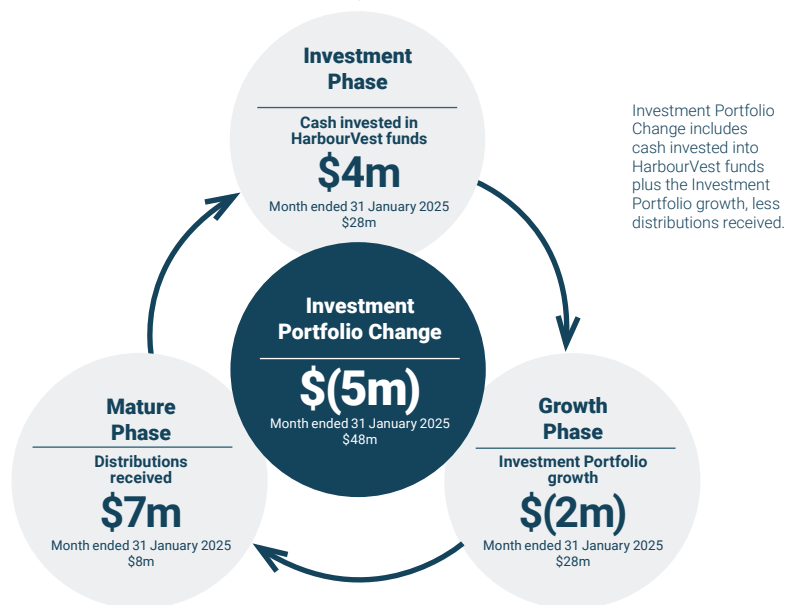 Investment
Phase
Cash invested in
HarbourVest funds
$4m
Month ended 31 January 2025
$28m
Investment Portfolio
Change includes
cash invested into
HarbourVest funds
plus the Investment
Portfolio growth, less
distributions received.
Investment
Portfolio Change
$(5m)
Month ended 31 January 2025
$48m
Mature
Phase
Distributions
received
$7m
Month ended 31 January 2025
$8m
Growth
Phase
Investment Portfolio
growth
$(2m)
Month ended 31 January 2025
$28m